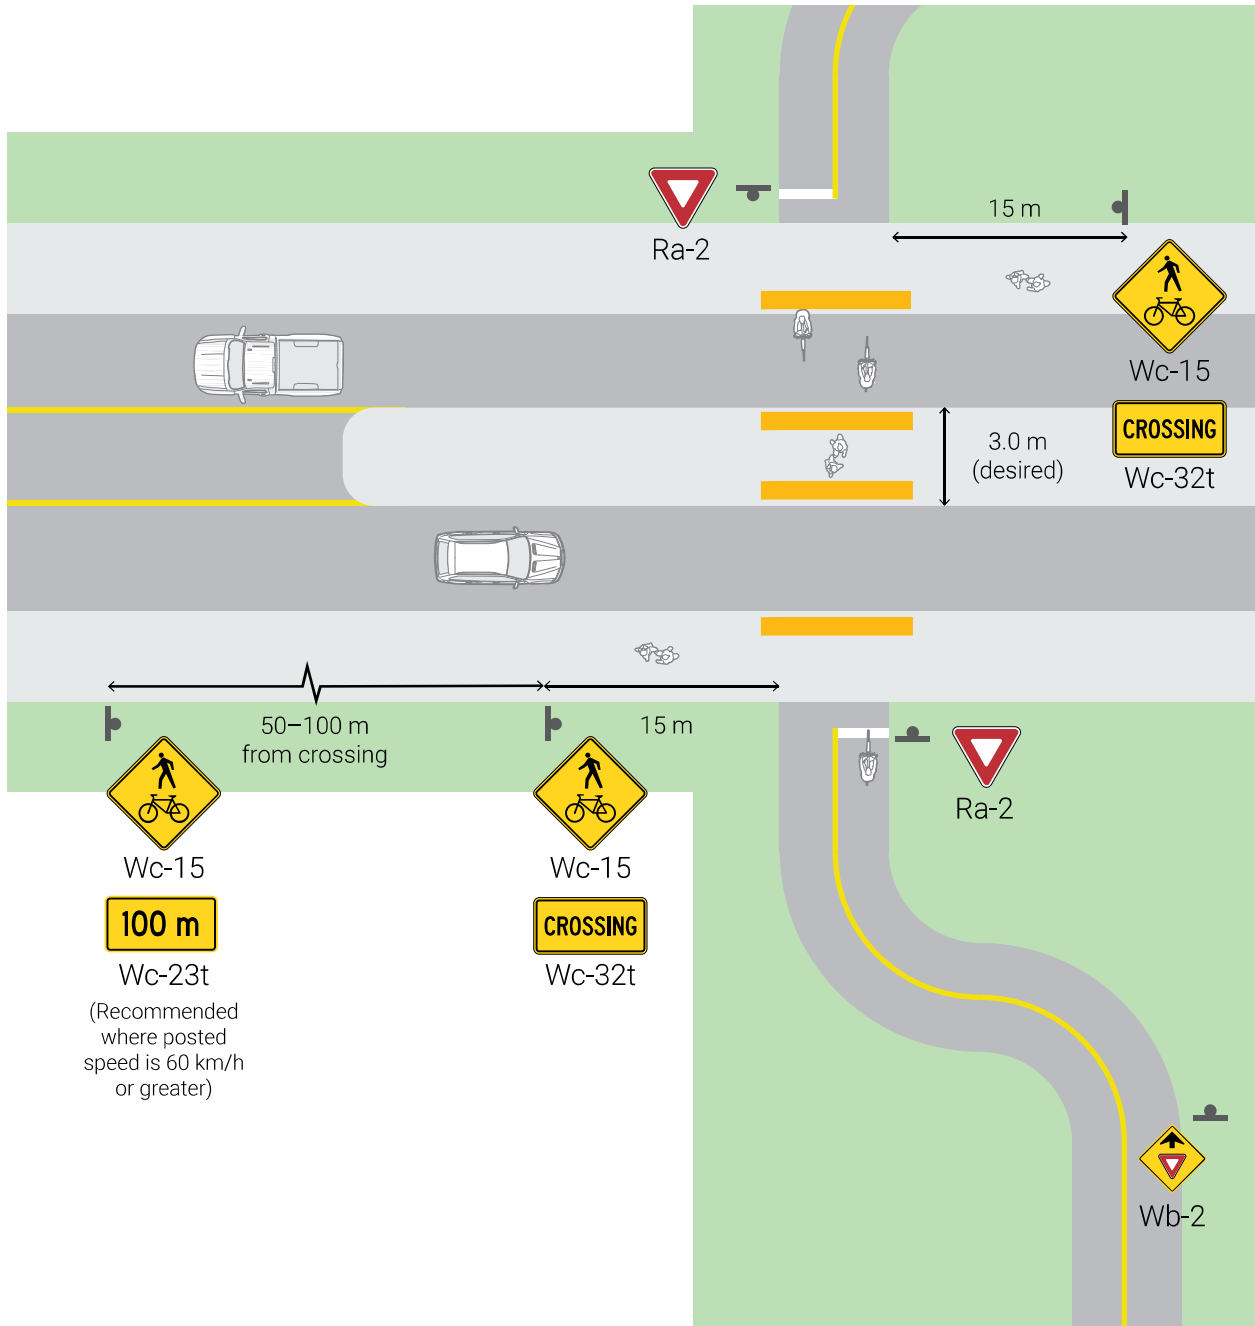 Ra-2
15 m
Wc-15
CROSSING
Wc-32t
3.0 m
(desired)
50–100 m
from crossing
15 m
Wc-15
100 m
Wc-23t
(Recommended
where posted
speed is 60 km/h
or greater)
Wc-15
CROSSING
Wc-32t
Ra-2
Wb-2